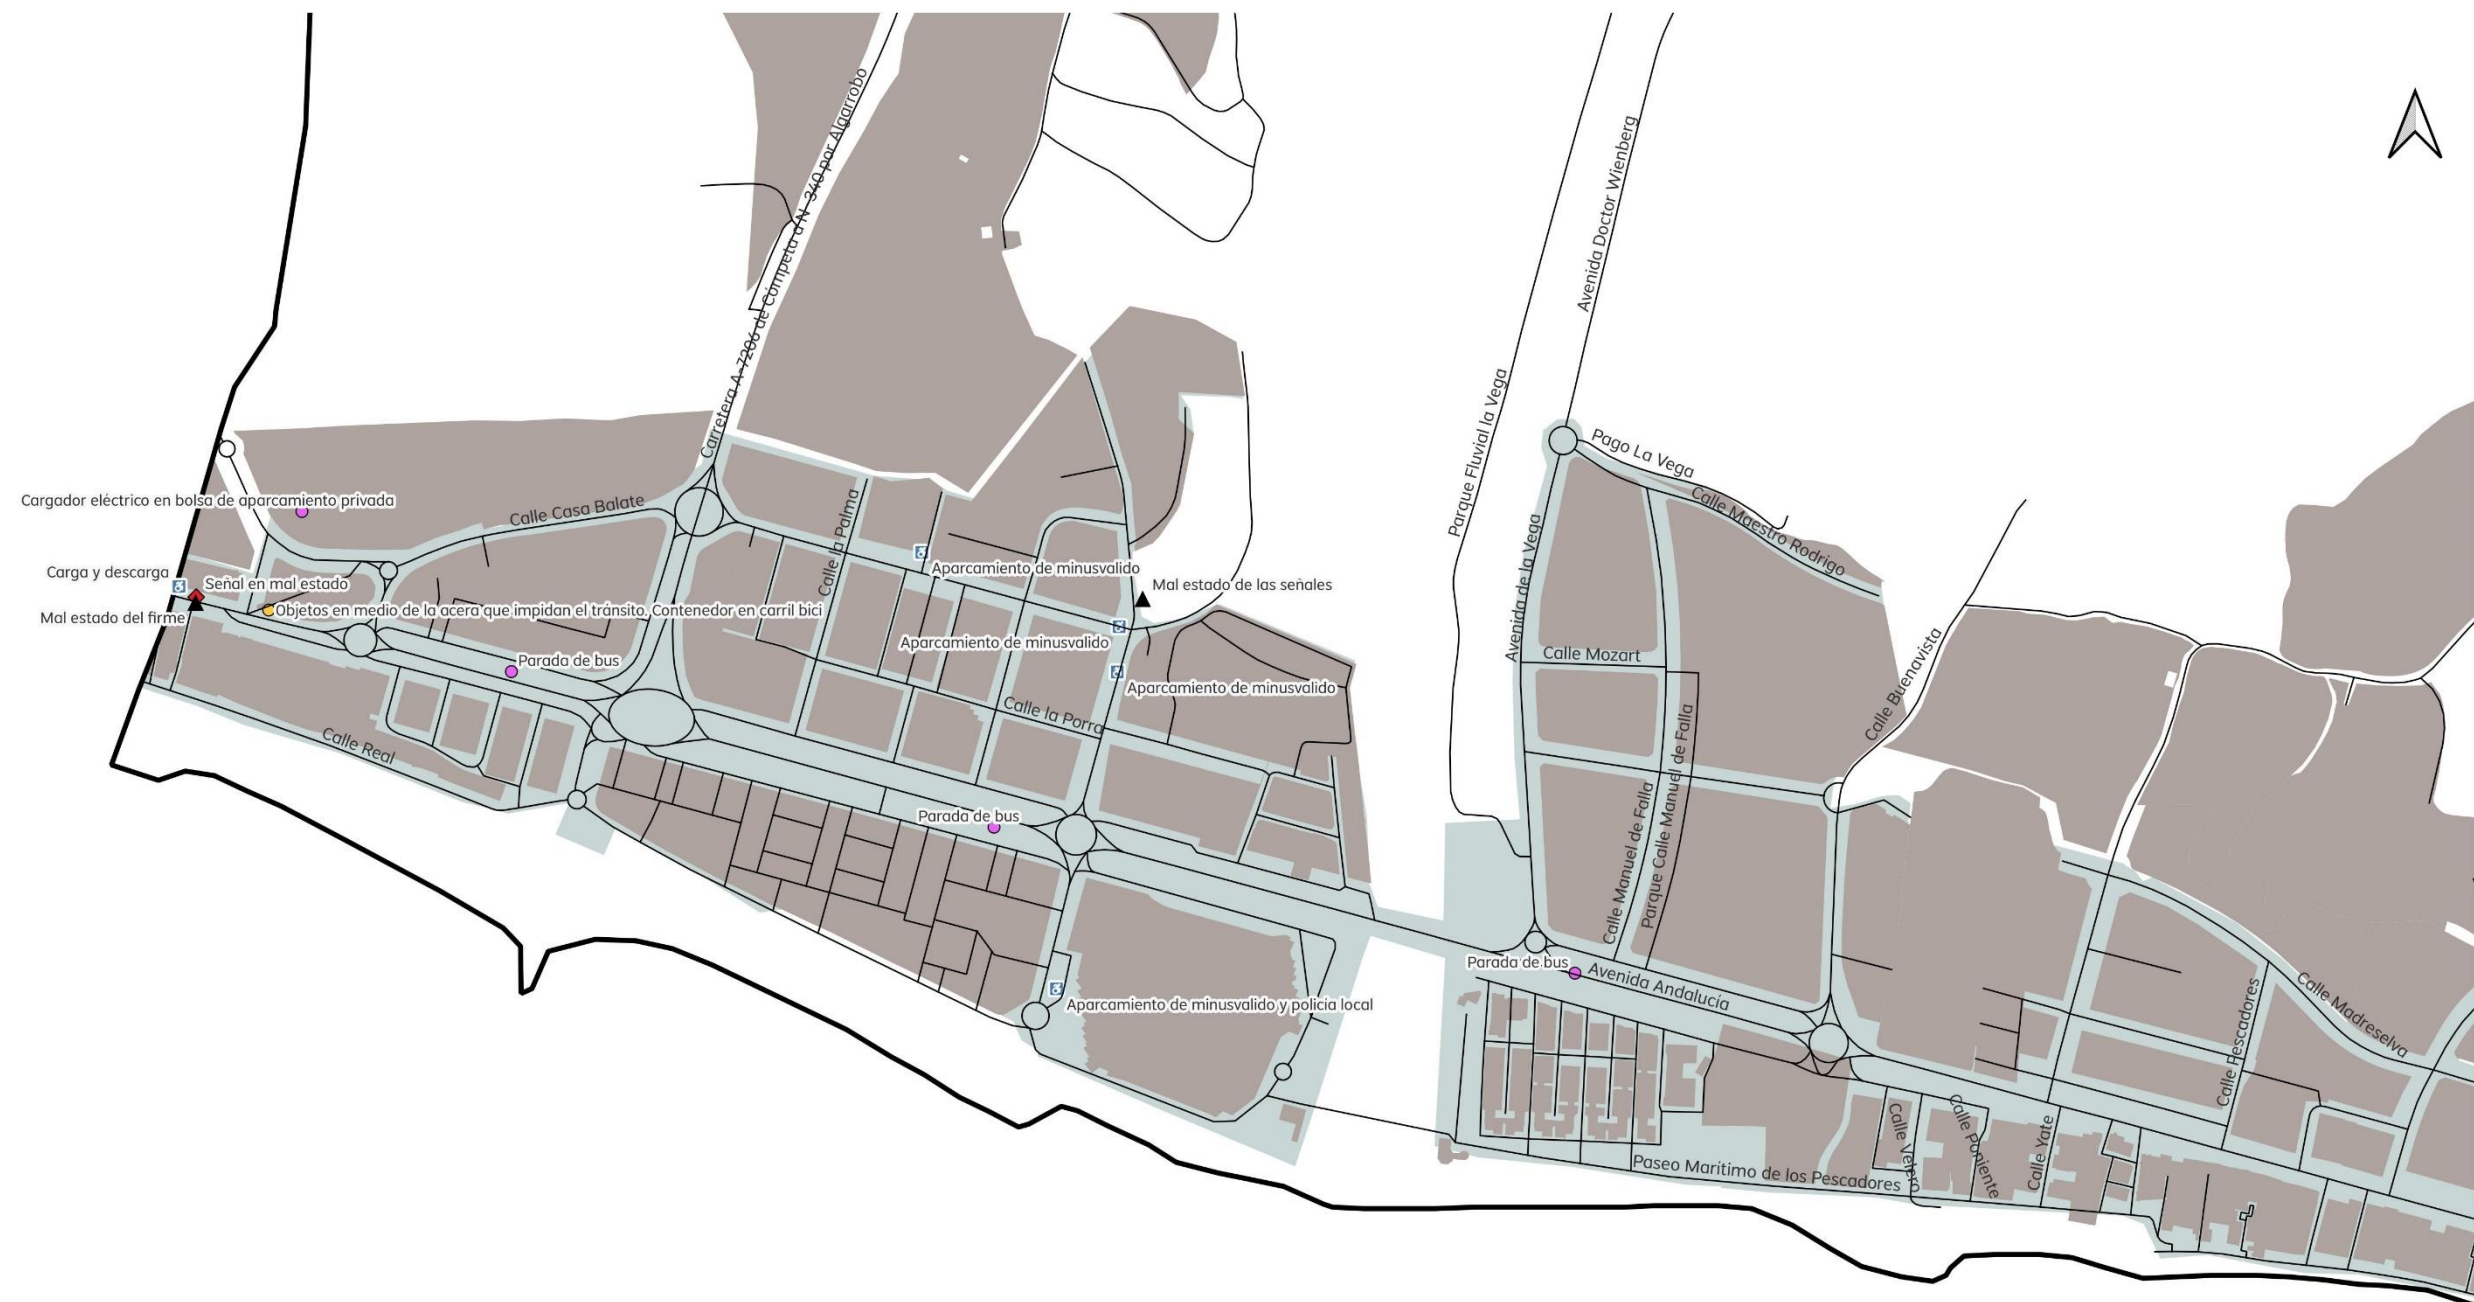 Carretera A-7206 de Cómpeta a N- 340 por Algarrobo
Avenida Doctor Wienberg
Parque Fluvial la Vega
Pago La Vega
Calle Maestro Rodrigo
Cargador eléctrico en bolsa de aparcamiento privada
Calle Casa Balate
Calle la Palma
Avenida de la Vega
Carga y descarga
Señal en mal estado
Aparcamiento de minusvalido
Mal estado de las señales
Mal estado del firme
Objetos en medio de la acera que impidan el tránsito. Contenedor en carril bici
Aparcamiento de minusvalido
Parada de bus
Calle Mozart
Calle Buenavista
Aparcamiento de minusvalido
Calle la Porra
Calle Real
Parque Calle Manuel de Falla
Calle Manuel de Falla
Parada de bus
Parada de bus
Avenida Andalucía
Aparcamiento de minusvalido y policía local
Calle Pescadores
Calle Madreselva
Calle Velero
Calle Poniente
Calle Yate
Paseo Marítimo de los Pescadores